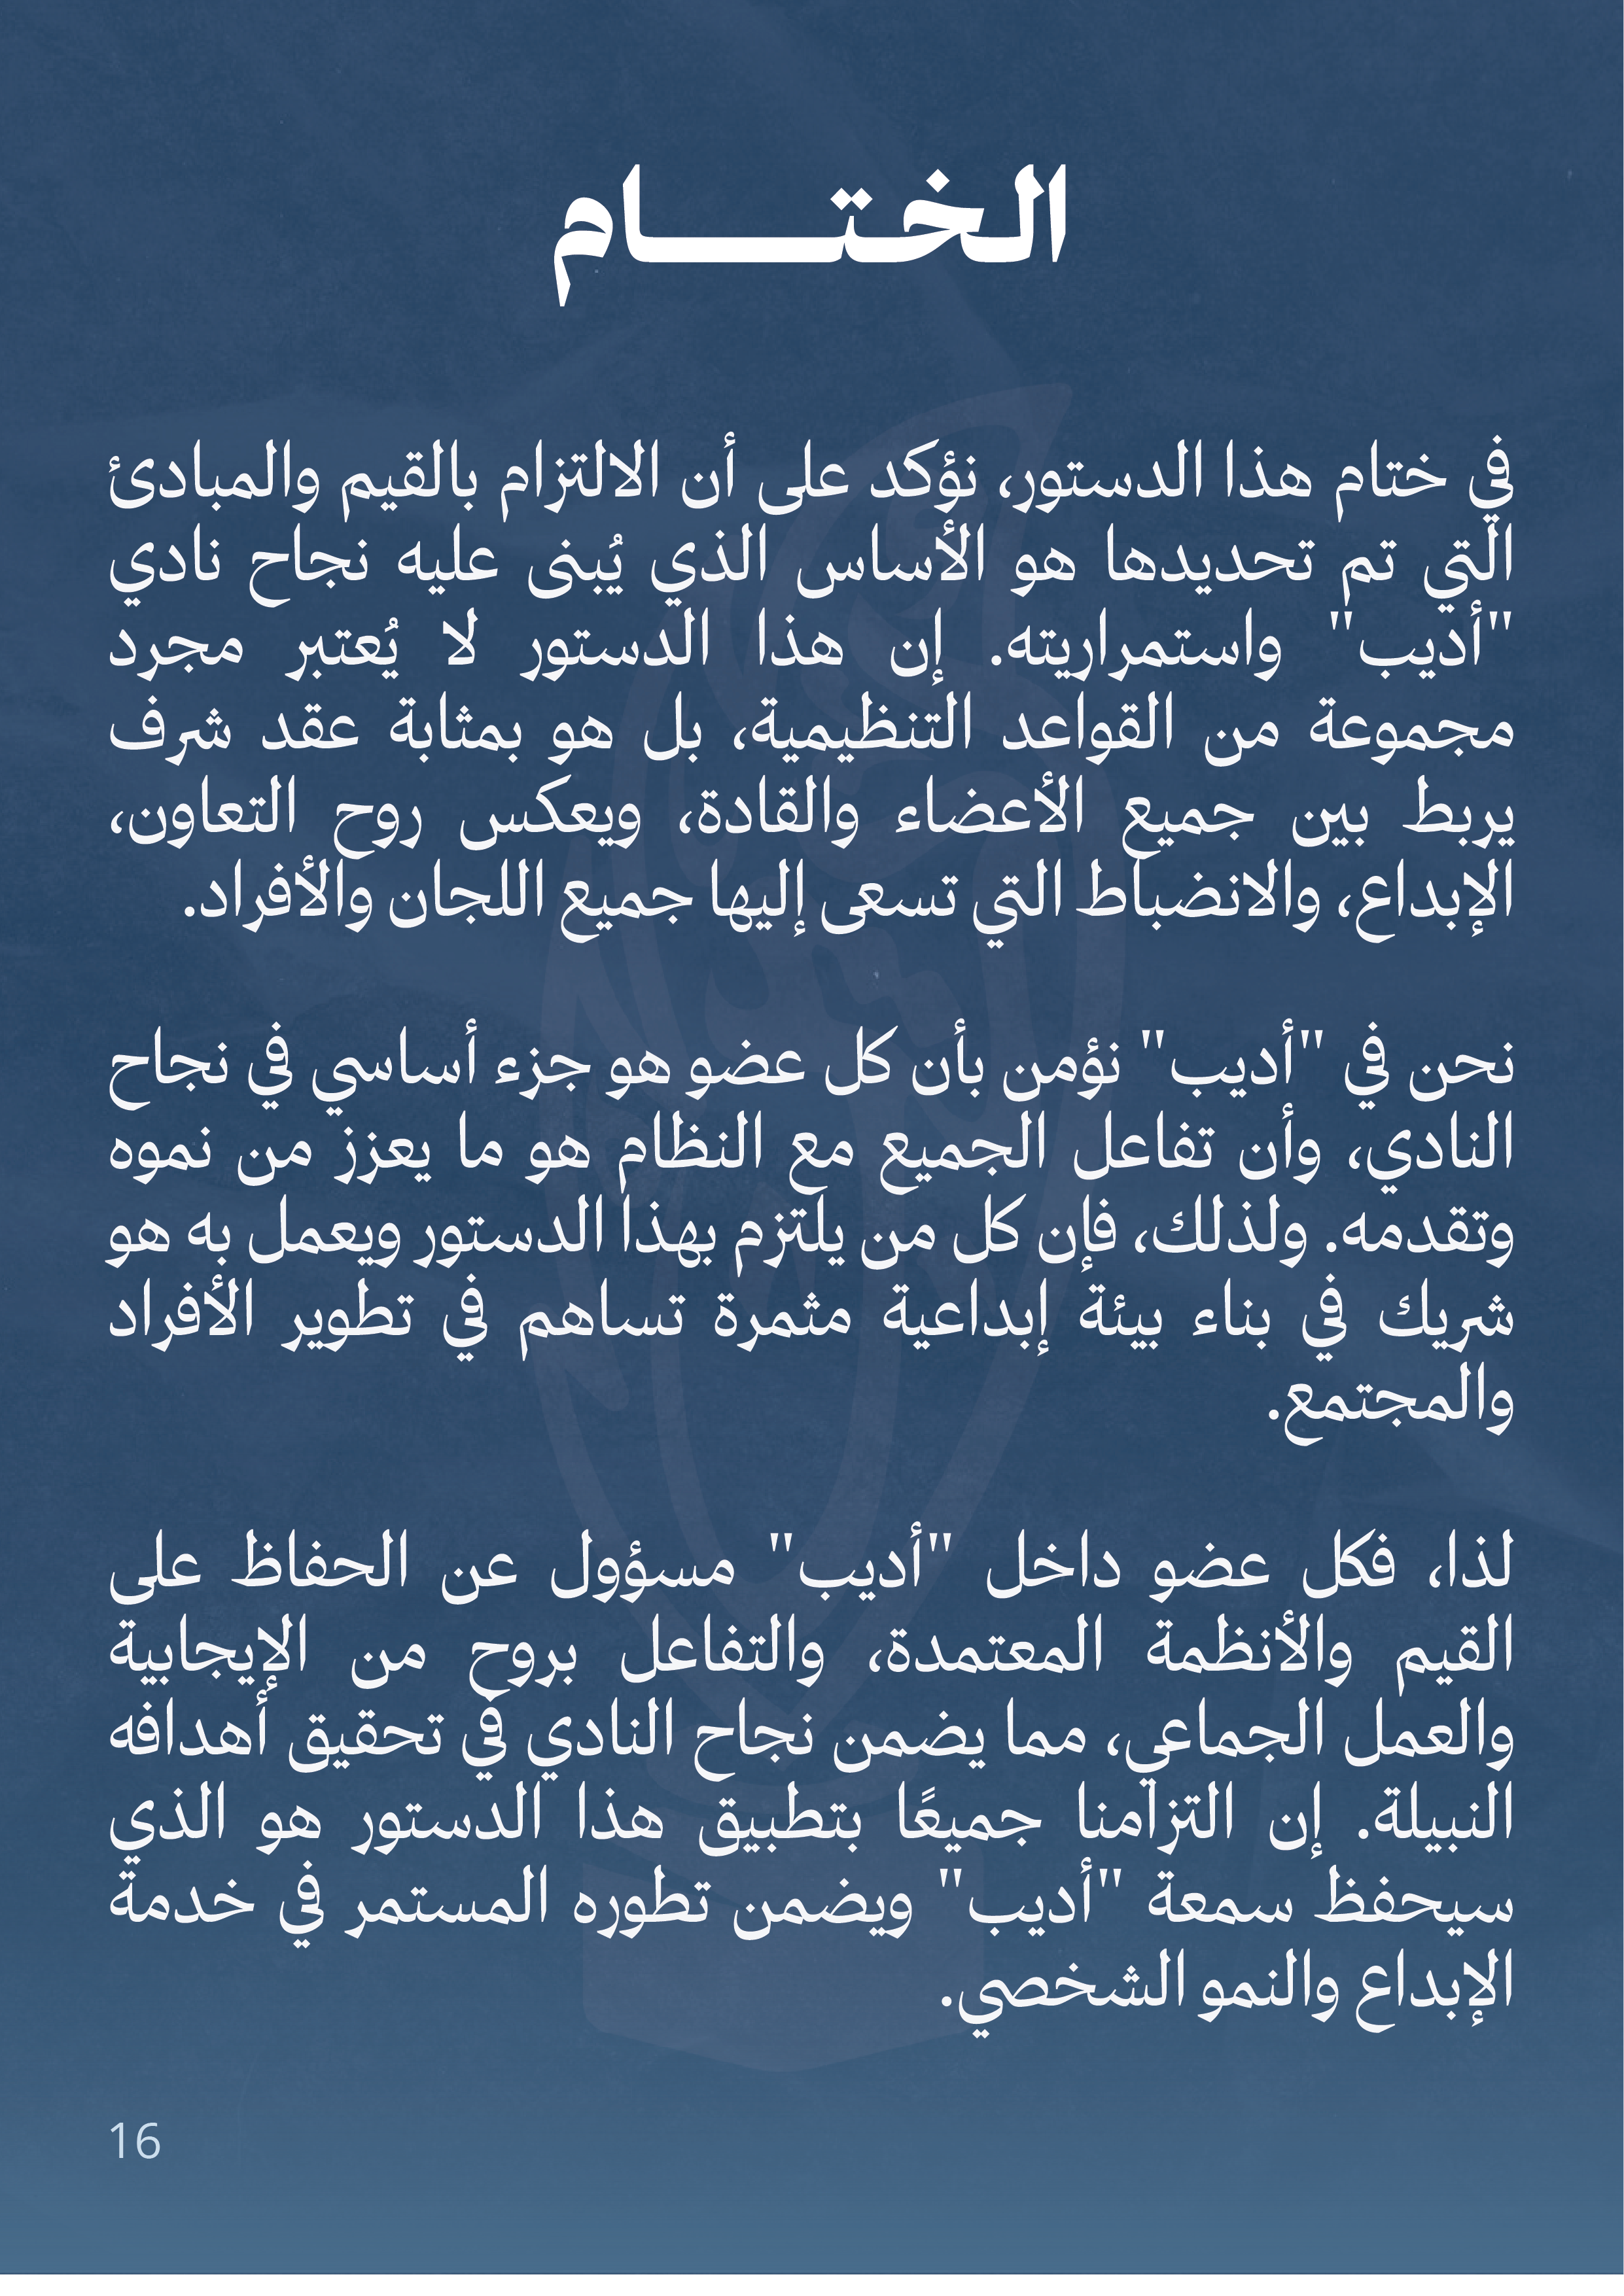 الختـــــام
في ختام هذا الدستور، نؤكد على أن الالتزام بالقيم والمبادئ
التي تم تحديدها هو الأساس الذي يُبنى عليه نجاح نادي
"أديب" واستمراريته. إن هذا الدستور لا يُعتبر مجرد
مجموعة من القواعد التنظيمية، بل هو بمثابة عقد شرف
يربط بين جميع الأعضاء والقادة، ويعكس روح التعاون،
الإبداع، والانضباط التي تسعى إليها جميع اللجان والأفراد.
نحن في "أديب" نؤمن بأن كل عضو هو جزء أساسي في نجاح
النادي، وأن تفاعل الجميع مع النظام هو ما يعزز من نموه
وتقدمه. ولذلك، فإن كل من يلتزم بهذا الدستور ويعمل به هو
شريك في بناء بيئة إبداعية مثمرة تساهم في تطوير الأفراد
والمجتمع.
لذا، فكل عضو داخل "أديب" مسؤول عن الحفاظ على
القيم والأنظمة المعتمدة، والتفاعل بروح من الإيجابية
والعمل الجماعي، مما يضمن نجاح النادي في تحقيق أهدافه
النبيلة. إن التزامنا جميعًا بتطبيق هذا الدستور هو الذي
سيحفظ سمعة "أديب" ويضمن تطوره المستمر في خدمة
الإبداع والنمو الشخصي.
16